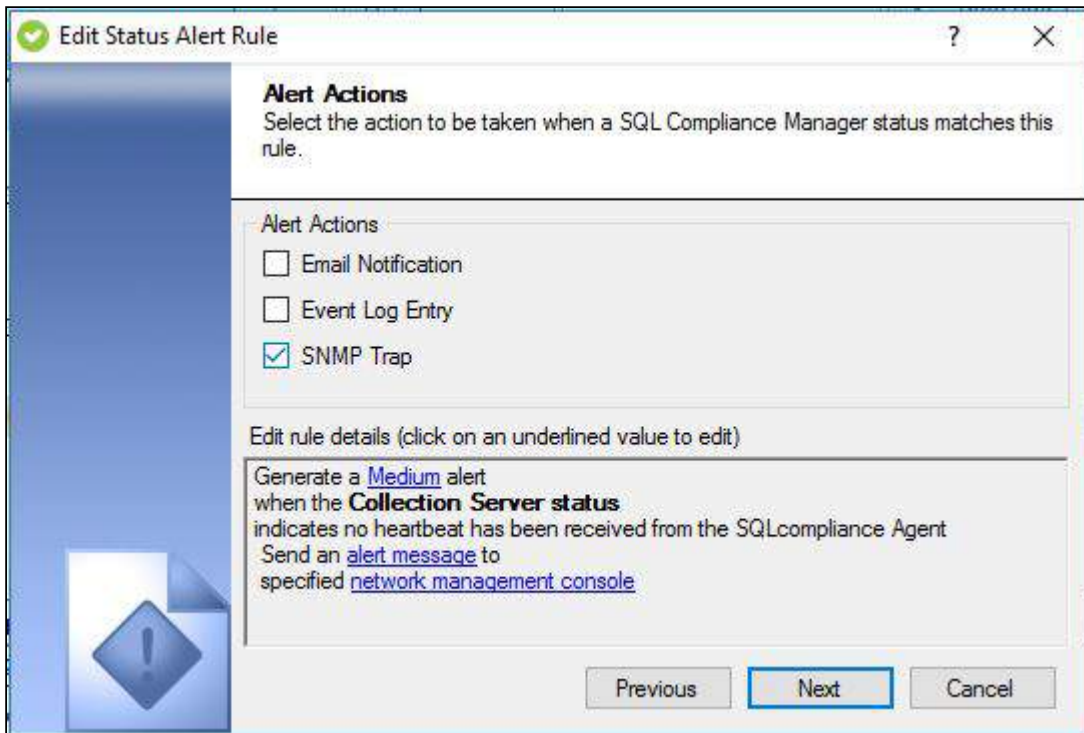 Edit Status Alert Rule
?
Alert Actions
Select the action to be taken when a SQL Compliance Manager status matches this
rule.
Alert Actions
Email Notification
Event Log Entry
SNMP Trap
Edit rule details (click on an underlined value to edit)
Generate a Medium alert
when the Collection Server status
indicates no heartbeat has been received from the SQLcompliance Agent
Send an alert message to
specified network management console
Previous Next Cancel